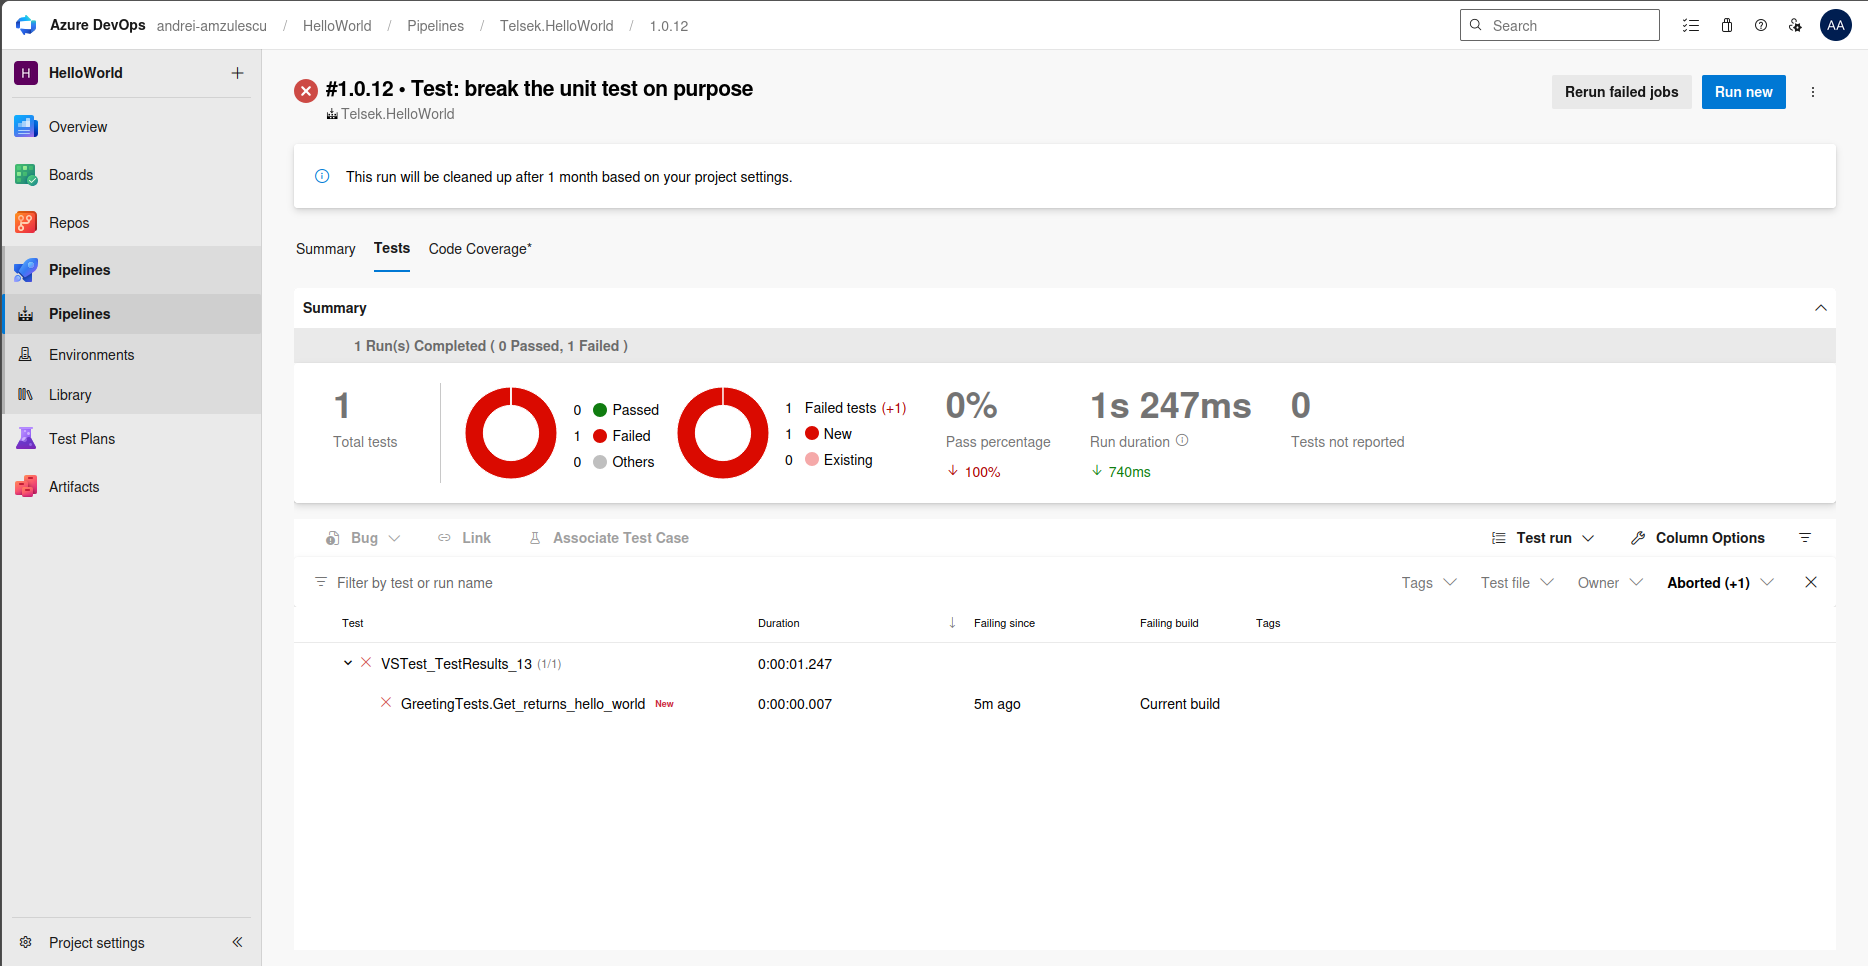 Azure DevOps andrei-amzulescu / HelloWorld / Pipelines / Telsek.HelloWorld / 1.0.12 Search AA
H HelloWorld
Overview
Boards
Repos
Pipelines
Pipelines
Environments
Library
Test Plans
Artifacts
Project settings
#1.0.12 • Test: break the unit test on purpose
Telsek.HelloWorld
Rerun failed jobs Run new
This run will be cleaned up after 1 month based on your project settings.
Summary Tests Code Coverage*
Summary
1 Run(s) Completed ( 0 Passed, 1 Failed )
1
Total tests
0 Passed
1 Failed
0 Others
1 Failed tests (+1)
1 New
0 Existing
0%
Pass percentage
100%
1s 247ms
Run duration
740ms
0
Tests not reported
Bug Link Associate Test Case Test run Column Options
Filter by test or run name Tags Test file Owner Aborted (+1)
Test Duration Failing since Failing build Tags
VSTest_TestResults_13 (1/1) 0:00:01.247
GreetingTests.Get_returns_hello_world New 0:00:00.007 5m ago Current build